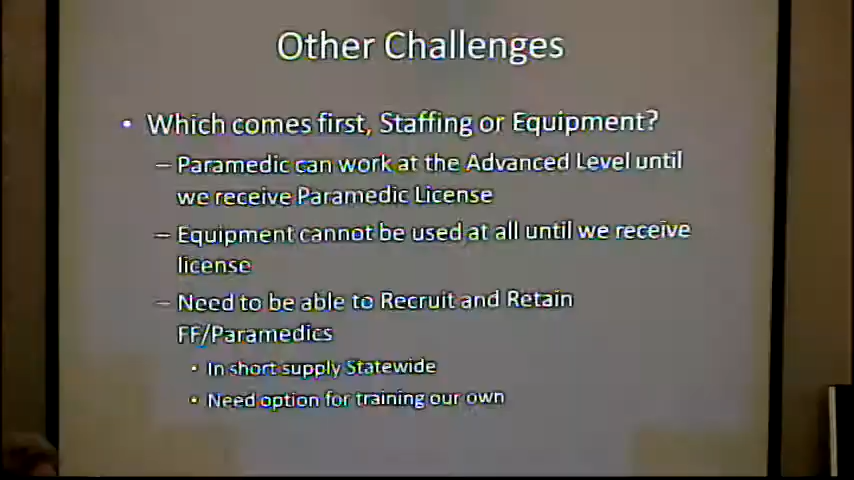 Other Challenges
• Which comes first, Staffing or Equipment?
– Paramedic can work at the Advanced Level until
we receive Paramedic License
– Equipment cannot be used at all until we receive
license
– Need to be able to Recruit and Retain
FF/Paramedics
• In short supply Statewide
• Need option for training our own